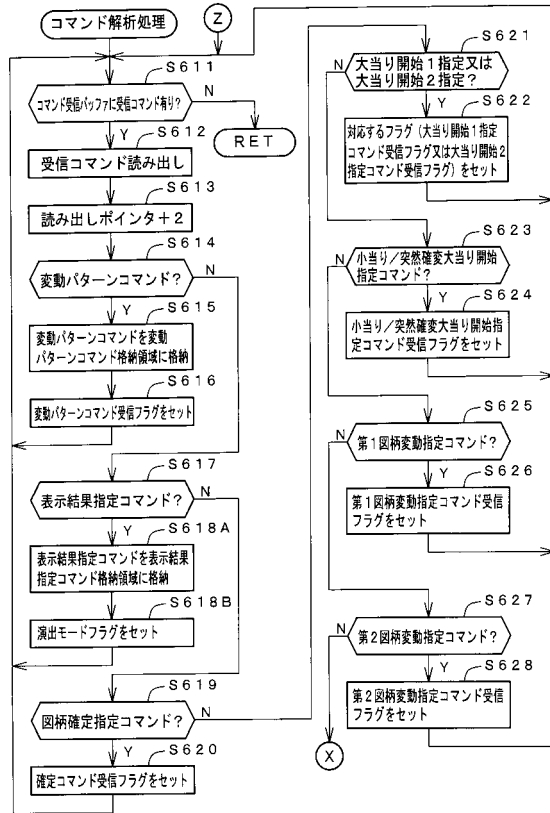 コマンド解析処理
Z
S611
コマンド受信バッファに受信コマンド有り?
N
Y
RET
S612
受信コマンド読み出し
S613
読み出しポインタ+2
S614
変動パターンコマンド?
N
Y
S615
変動パターンコマンドを変動
パターンコマンド格納領域に格納
S616
変動パターンコマンド受信フラグをセット
S617
表示結果指定コマンド?
N
Y
S618A
表示結果指定コマンドを表示結果
指定コマンド格納領域に格納
S618B
演出モードフラグをセット
S619
図柄確定指定コマンド?
N
Y
S620
確定コマンド受信フラグをセット
S621
大当り開始1指定又は
大当り開始2指定?
N
Y
S622
対応するフラグ(大当り開始1指定
コマンド受信フラグ又は大当り開始2
指定コマンド受信フラグ)をセット
S623
小当り/突然確変大当り開始
指定コマンド?
N
Y
S624
小当り/突然確変大当り開始指
定コマンド受信フラグをセット
S625
第1図柄変動指定コマンド?
N
Y
S626
第1図柄変動指定コマンド受信
フラグをセット
S627
第2図柄変動指定コマンド?
N
Y
S628
第2図柄変動指定コマンド受信
フラグをセット
X